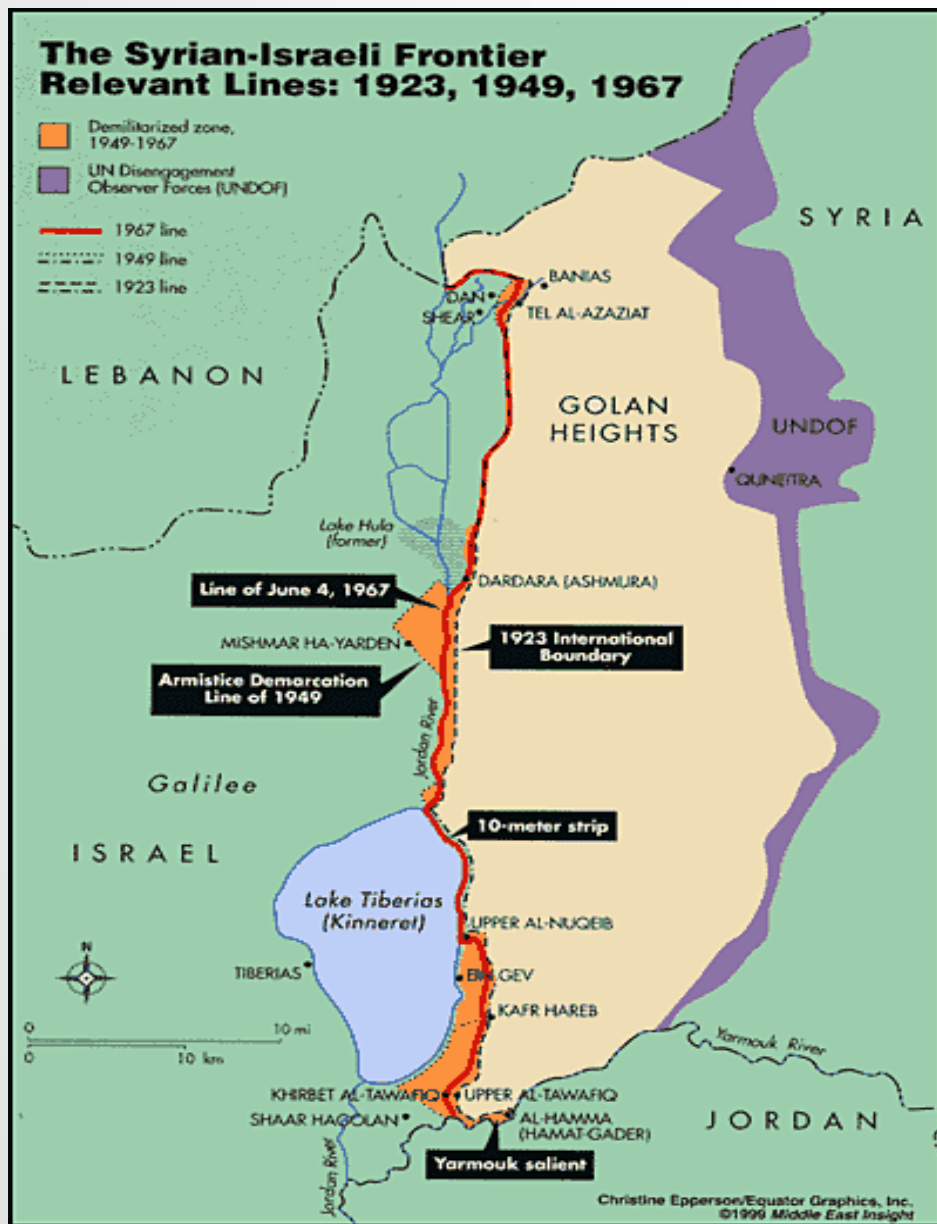 The Syrian-Israeli Frontier
Relevant Lines: 1923, 1949, 1967
Demilitarized zone,
1949-1967
UN Disengagement
Observer Forces (UNDOF)
1967 line
1949 line
1923 line
SYRIA
LEBANON
BANIAS
DAN
SHEAR
TEL AL-AZAZIAT
GOLAN
HEIGHTS
UNDOF
QUNEITRA
Lake Hula
(former)
DARDARA (ASHMURA)
Line of June 4, 1967
MISHMAR HA-YARDEN
1923 International
Boundary
Armistice Demarcation
Line of 1949
Jordan River
Galilee
10-meter strip
ISRAEL
Lake Tiberias
(Kinneret)
UPPER AL-NUQEIB
N
TIBERIAS
GEV
KAFR HAREB
0 10 mi
0 10 km
Yarmouk River
KHIRBET AL-TAWAFIQ
UPPER AL-TAWAFIQ
SHAAR HAGOLAN
AL-HAMMA
(HAMAT-GADER)
JORDAN
Yarmouk salient
Jordan River
Christine Epperson/Equator Graphics, Inc.
©1999 Middle East Insight